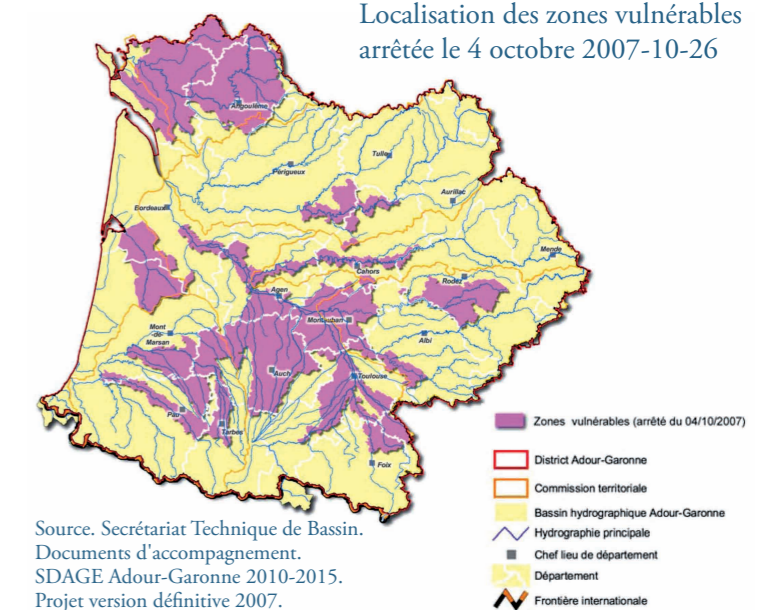 Localisation des zones vulnérables
arrêtée le 4 octobre 2007-10-26
Angoulême
Tulle
Périgueux
Aurillac
Bordeaux
Mende
Cahors
Rodez
Agen
Montauban
Mont
de
Marsan
Albi
Auch
Toulouse
Pau
Tarbes
Foix
Zones vulnérables (arrêté du 04/10/2007)
District Adour-Garonne
Commission territoriale
Bassin hydrographique Adour-Garonne
Hydrographie principale
Chef lieu de département
Département
Frontière internationale
Source. Secrétariat Technique de Bassin.
Documents d'accompagnement.
SDAGE Adour-Garonne 2010-2015.
Projet version définitive 2007.